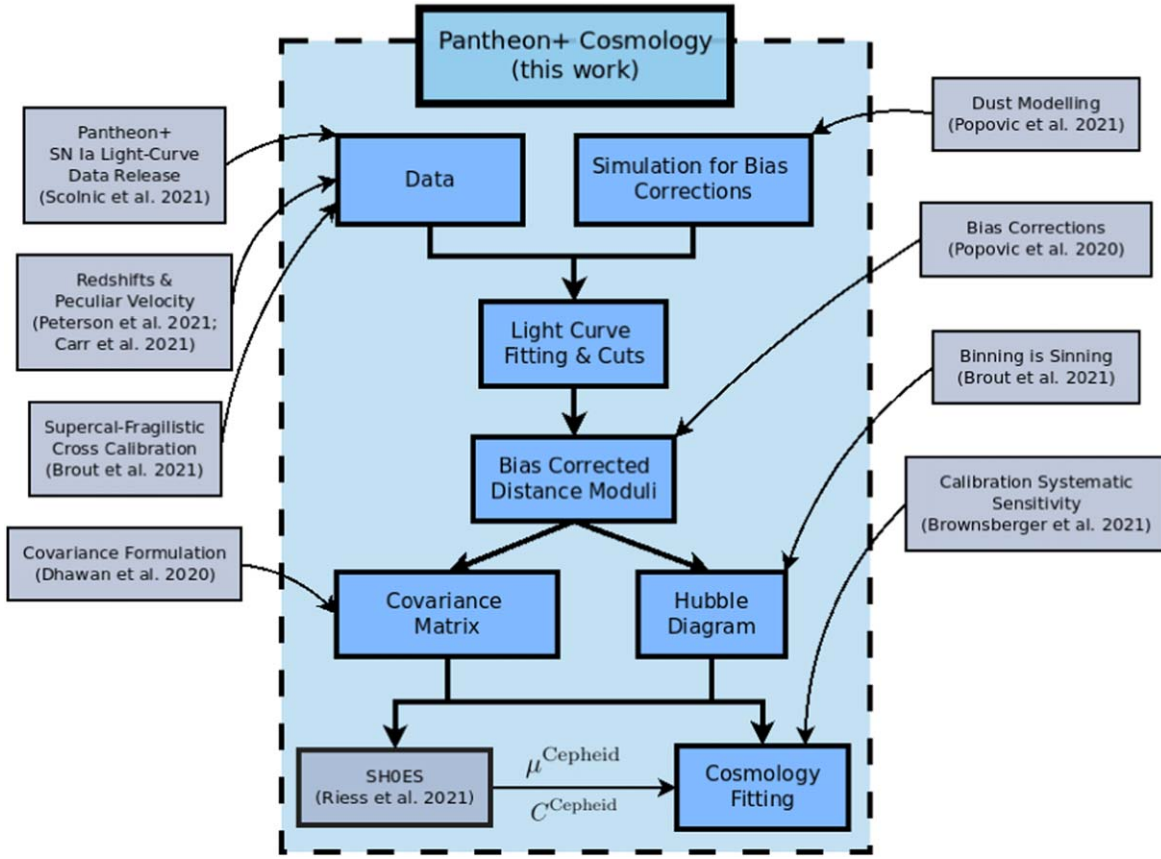 Pantheon+ Cosmology
(this work)
Pantheon+
SN Ia Light-Curve
Data Release
(Scolnic et al. 2021)
Data
Simulation for Bias
Corrections
Dust Modelling
(Popovic et al. 2021)
Redshifts &
Peculiar Velocity
(Peterson et al. 2021;
Carr et al. 2021)
Bias Corrections
(Popovic et al. 2020)
Light Curve
Fitting & Cuts
Binning is Sinning
(Brout et al. 2021)
Supercal-Fragilistic
Cross Calibration
(Brout et al. 2021)
Bias Corrected
Distance Moduli
Calibration Systematic
Sensitivity
(Brownsberger et al. 2021)
Covariance Formulation
(Dhawan et al. 2020)
Covariance
Matrix
Hubble
Diagram
SH0ES
(Riess et al. 2021)
μ^Cepheid
C^Cepheid
Cosmology
Fitting